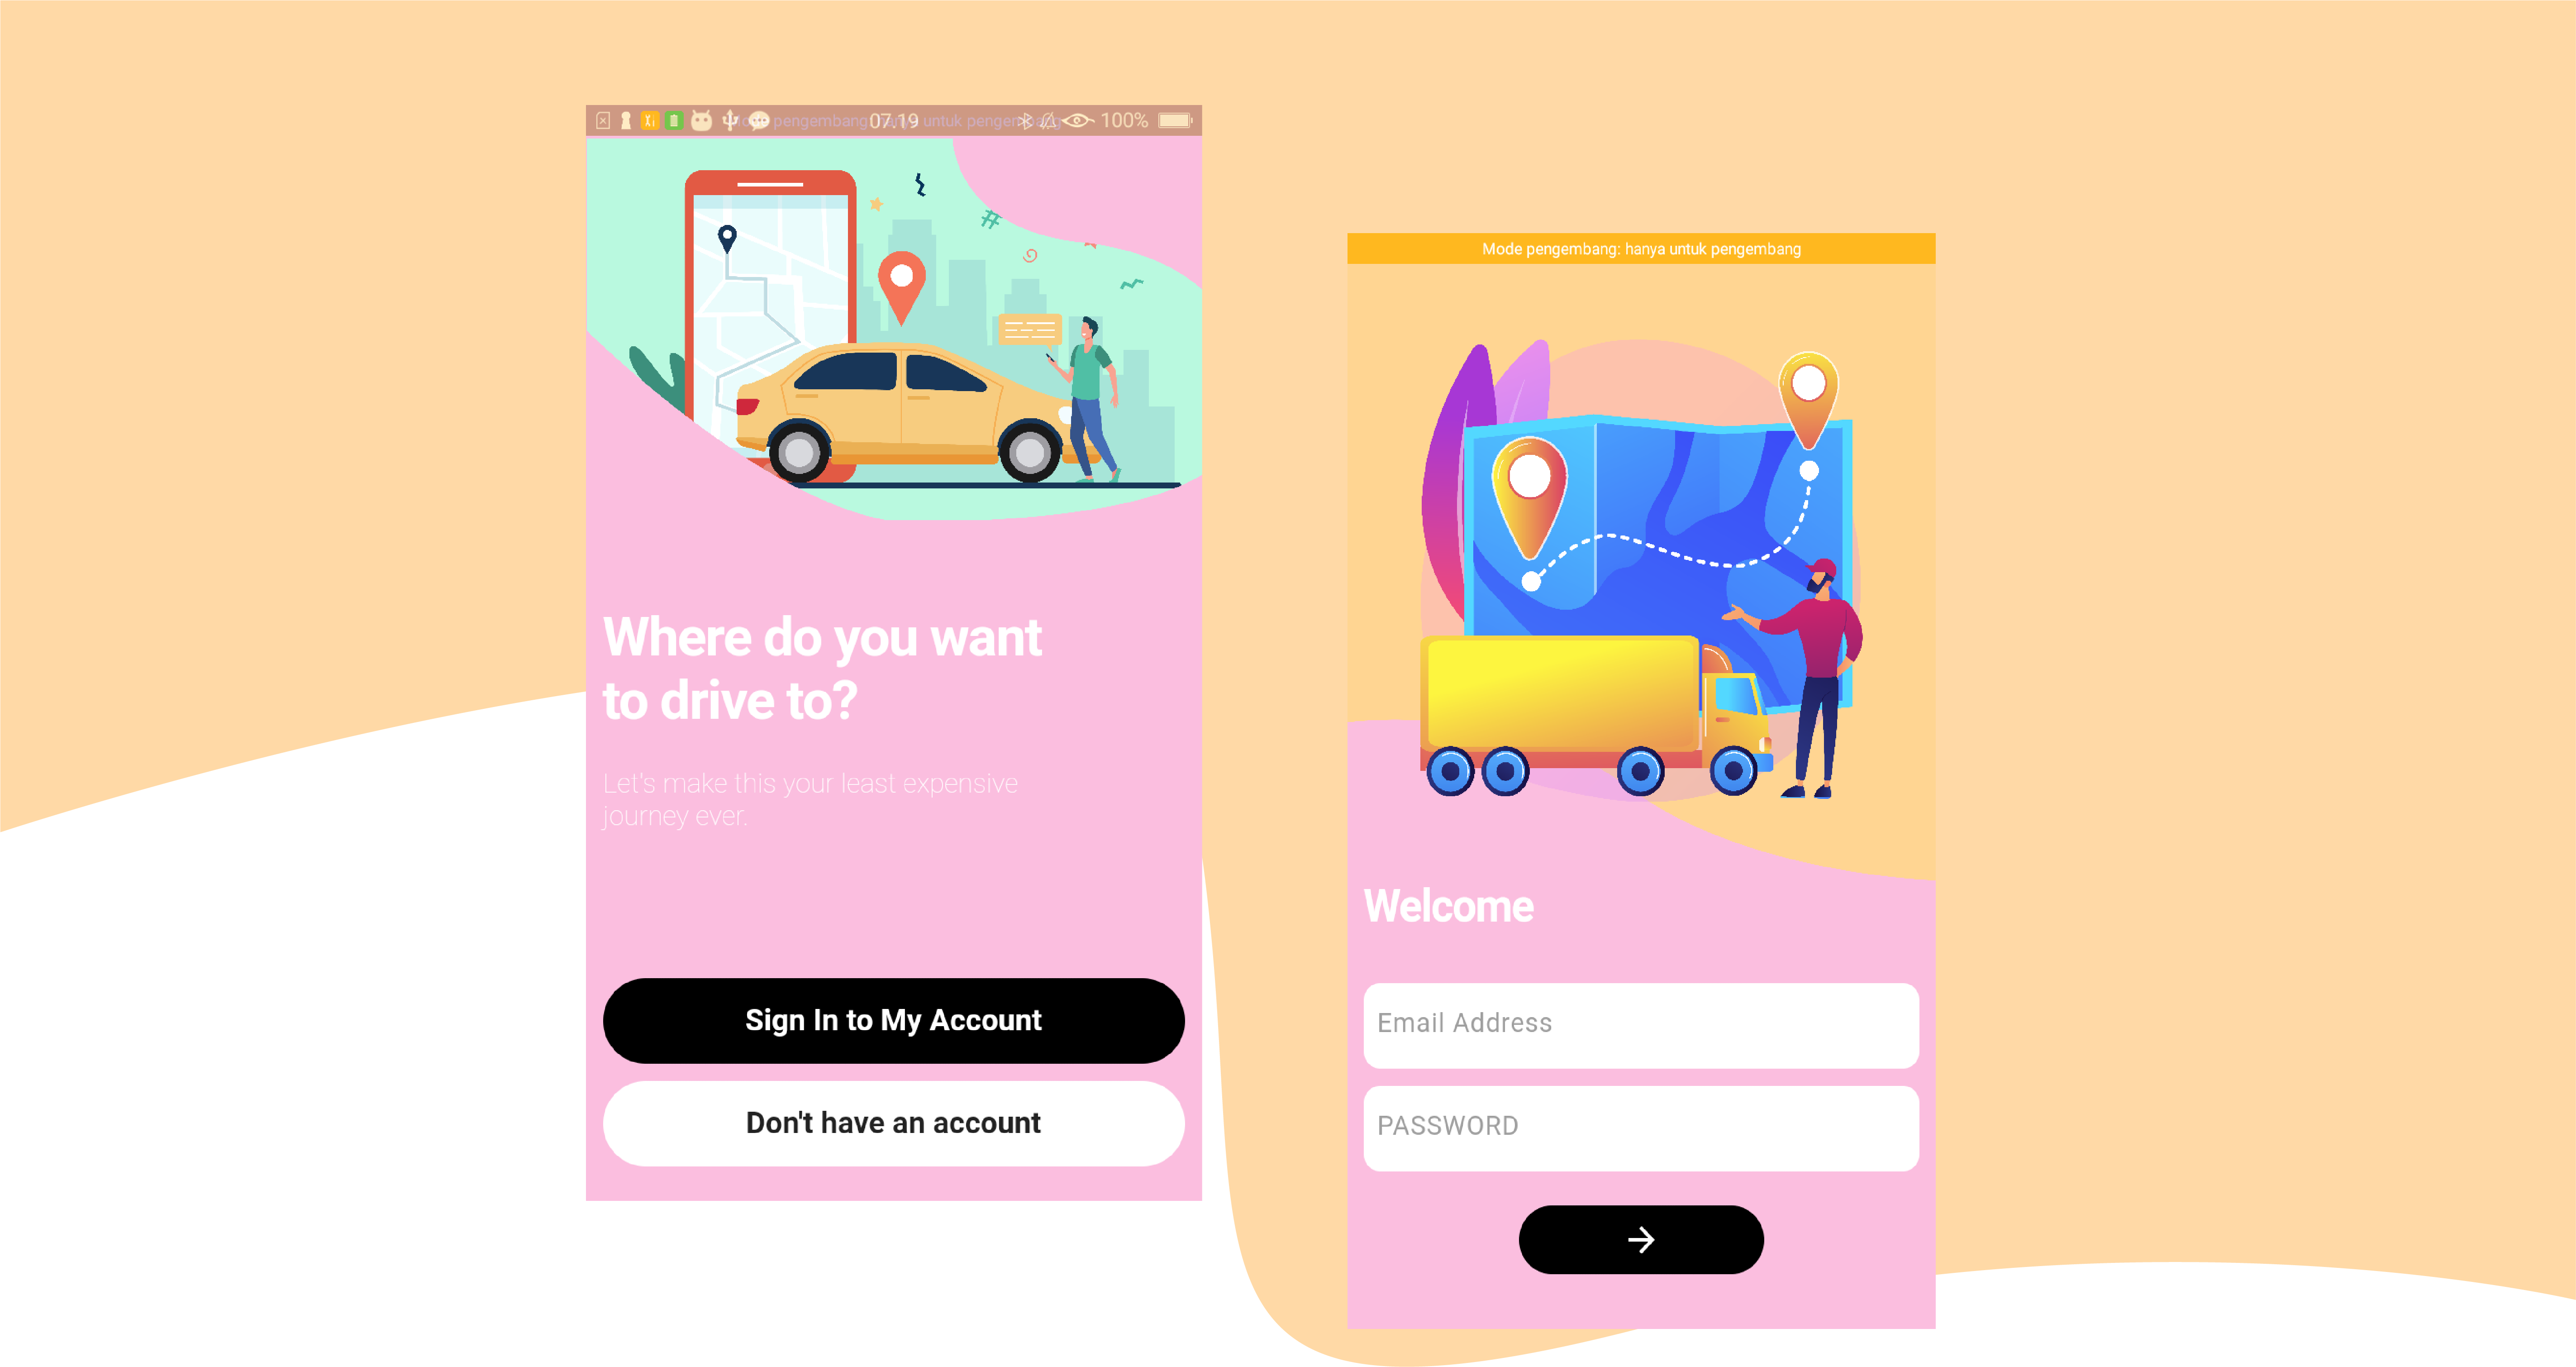 pengembang: hanya untuk pengembang
07.19
100%
Where do you want
to drive to?
Let's make this your least expensive
journey ever.
Sign In to My Account
Don't have an account
Mode pengembang: hanya untuk pengembang
Welcome
Email Address
PASSWORD